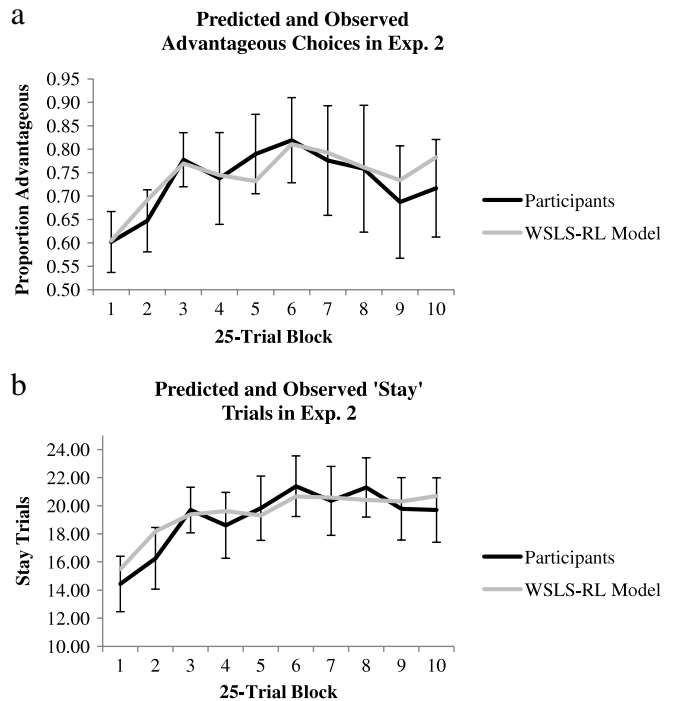 a
Predicted and Observed
Advantageous Choices in Exp. 2
Proportion Advantageous
0.95
0.90
0.85
0.80
0.75
0.70
0.65
0.60
0.55
0.50
1 2 3 4 5 6 7 8 9 10
25-Trial Block
Participants
WSLS-RL Model
b
Predicted and Observed 'Stay'
Trials in Exp. 2
Stay Trials
24.00
22.00
20.00
18.00
16.00
14.00
12.00
10.00
1 2 3 4 5 6 7 8 9 10
25-Trial Block
Participants
WSLS-RL Model